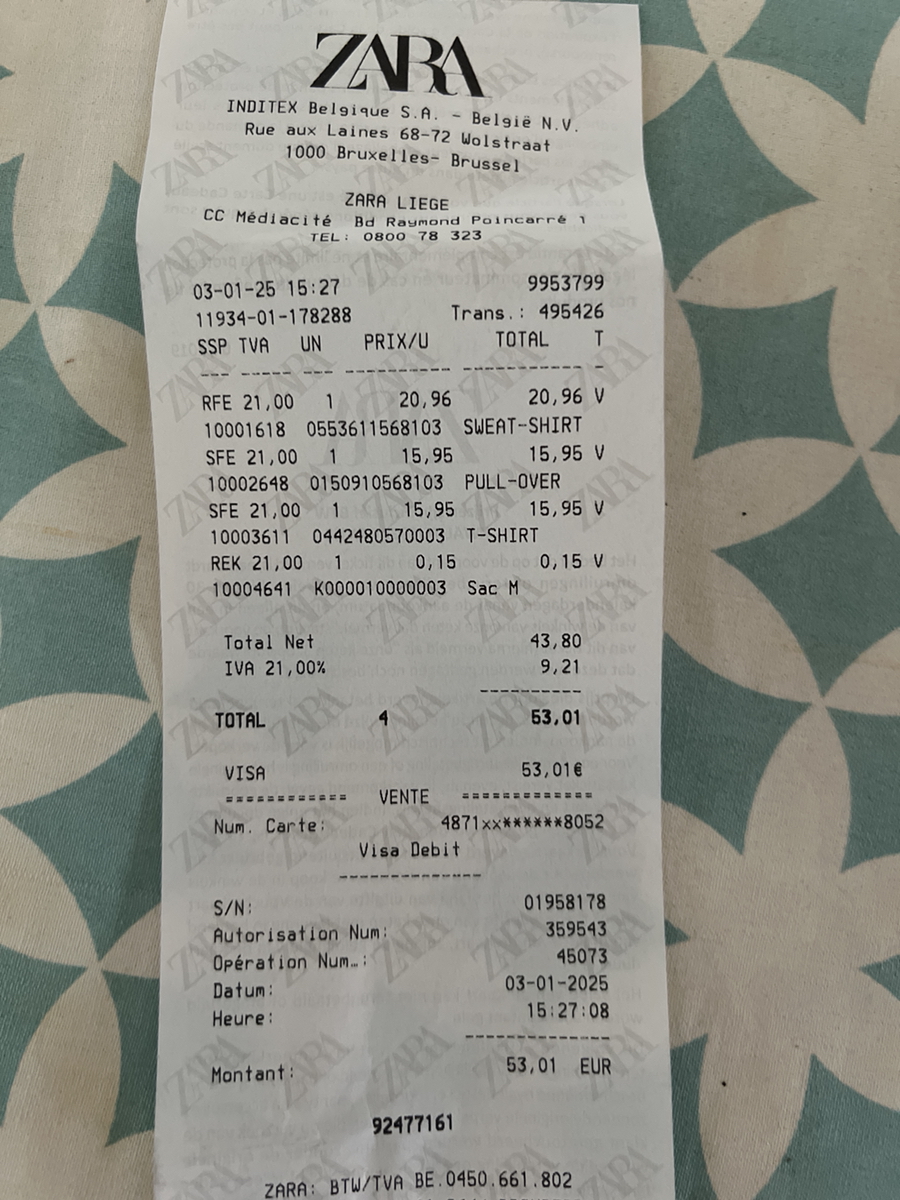 ZARA
INDITEX Belgique S.A. - België N.V.
Rue aux Laines 68-72 Wolstraat
1000 Bruxelles- Brussel
ZARA LIEGE
CC Médiacité Bd Raymond Poincarré 1
TEL: 0800 78 323
03-01-25 15:27 9953799
11934-01-178288 Trans.: 495426
SSP TVA UN PRIX/U TOTAL T
--- ----- --- ---------- ---------- -
RFE 21,00 1 20,96 20,96 V
10001618 0553611568103 SWEAT-SHIRT
SFE 21,00 1 15,95 15,95 V
10002648 0150910568103 PULL-OVER
SFE 21,00 1 15,95 15,95 V
10003611 0442480570003 T-SHIRT
REK 21,00 1 0,15 0,15 V
10004641 K000010000003 Sac M
Total Net 43,80
IVA 21,00% 9,21
----------
TOTAL 4 53,01
VISA 53,01€
============ VENTE =============
Num. Carte: 4871xx******8052
Visa Debit
--------------
S/N: 01958178
Autorisation Num: 359543
Opération Num…: 45073
Datum: 03-01-2025
Heure: 15:27:08
--------------
Montant: 53,01 EUR
92477161
ZARA: BTW/TVA BE.0450.661.802